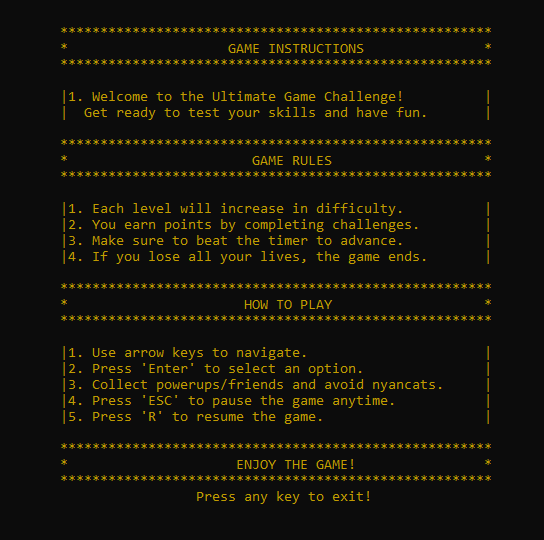 ******************************************************
*                    GAME INSTRUCTIONS               *
******************************************************
|1. Welcome to the Ultimate Game Challenge!          |
|  Get ready to test your skills and have fun.       |
******************************************************
*                       GAME RULES                   *
******************************************************
|1. Each level will increase in difficulty.          |
|2. You earn points by completing challenges.        |
|3. Make sure to beat the timer to advance.          |
|4. If you lose all your lives, the game ends.       |
******************************************************
*                      HOW TO PLAY                   *
******************************************************
|1. Use arrow keys to navigate.                      |
|2. Press 'Enter' to select an option.               |
|3. Collect powerups/friends and avoid nyancats.     |
|4. Press 'ESC' to pause the game anytime.           |
|5. Press 'R' to resume the game.                    |
******************************************************
*                     ENJOY THE GAME!                *
******************************************************
Press any key to exit!